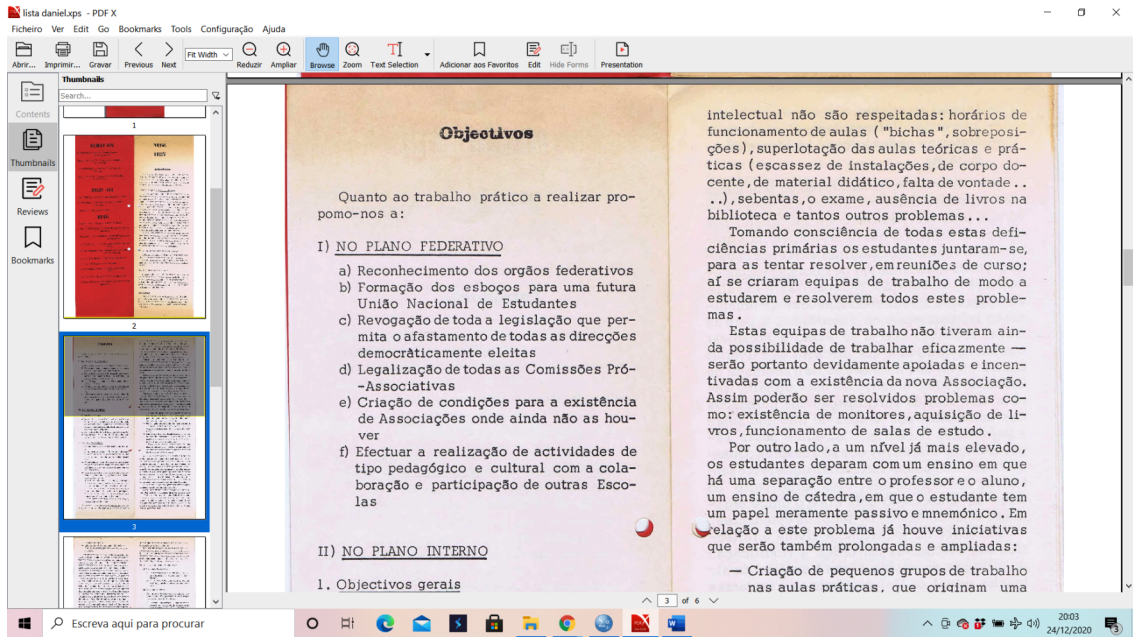 lista daniel.xps - PDF X
Ficheiro Ver Edit Go Bookmarks Tools Configuração Ajuda
Abrir... Imprimir... Gravar Previous Next Fit Width Reduzir Ampliar Browse Zoom Text Selection Adicionar aos Favoritos Edit Hide Forms Presentation
Contents
Thumbnails
Reviews
Bookmarks
Thumbnails
Search...
1
2
3
Objectivos
Quanto ao trabalho prático a realizar pro-
pomo-nos a:
I) NO PLANO FEDERATIVO
a) Reconhecimento dos orgãos federativos
b) Formação dos esboços para uma futura
União Nacional de Estudantes
c) Revogação de toda a legislação que per-
mita o afastamento de todas as direcções
democràticamente eleitas
d) Legalização de todas as Comissões Pró-
-Associativas
e) Criação de condições para a existência
de Associações onde ainda não as hou-
ver
f) Efectuar a realização de actividades de
tipo pedagógico e cultural com a cola-
boração e participação de outras Esco-
las
II) NO PLANO INTERNO
1. Objectivos gerais
intelectual não são respeitadas: horários de
funcionamento de aulas ("bichas", sobreposi-
ções), superlotação das aulas teóricas e prá-
ticas (escassez de instalações, de corpo do-
cente, de material didático, falta de vontade ..
..), sebentas, o exame, ausência de livros na
biblioteca e tantos outros problemas...
Tomando consciência de todas estas defi-
ciências primárias os estudantes juntaram-se,
para as tentar resolver, em reuniões de curso;
aí se criaram equipas de trabalho de modo a
estudarem e resolverem todos estes proble-
mas.
Estas equipas de trabalho não tiveram ain-
da possibilidade de trabalhar eficazmente —
serão portanto devidamente apoiadas e incen-
tivadas com a existência da nova Associação.
Assim poderão ser resolvidos problemas co-
mo: existência de monitores, aquisição de li-
vros, funcionamento de salas de estudo.
Por outro lado, a um nível já mais elevado,
os estudantes deparam com um ensino em que
há uma separação entre o professor e o aluno,
um ensino de cátedra, em que o estudante tem
um papel meramente passivo e mnemónico. Em
relação a este problema já houve iniciativas
que serão também prolongadas e ampliadas:
— Criação de pequenos grupos de trabalho
nas aulas práticas, que originam uma
3 of 6
Escreva aqui para procurar
20:03
24/12/2020
3